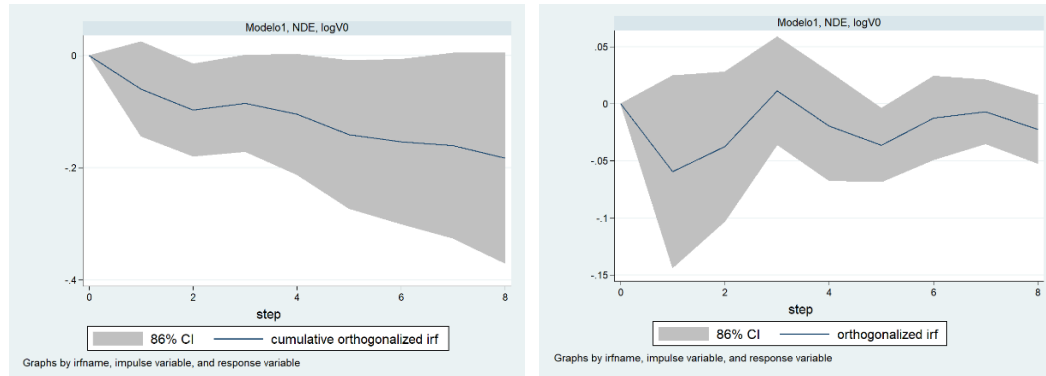 Modelo1, NDE, logV0
0
-.2
-.4
0 2 4 6 8
step
86% CI cumulative orthogonalized irf
Graphs by irfname, impulse variable, and response variable
Modelo1, NDE, logV0
.05
0
-.05
-.1
-.15
0 2 4 6 8
step
86% CI orthogonalized irf
Graphs by irfname, impulse variable, and response variable